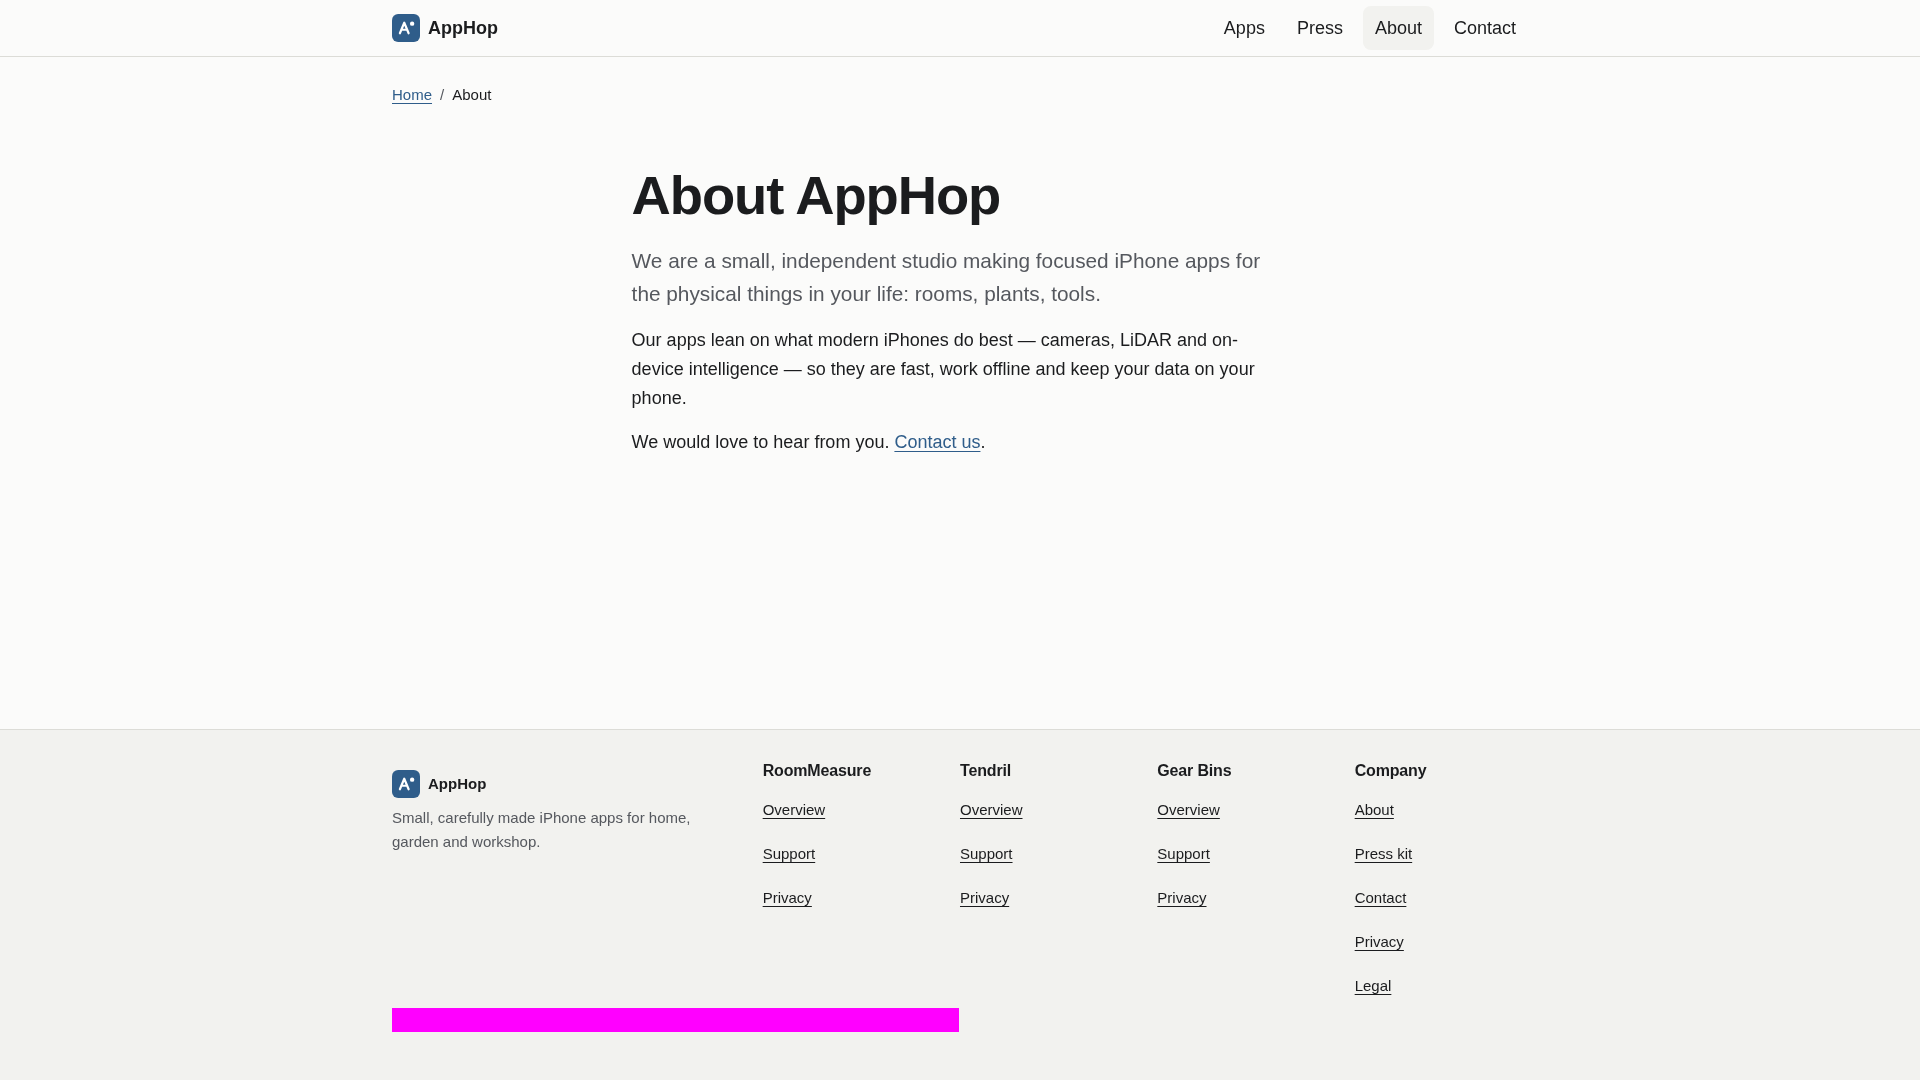 AppHop
Apps
Press
About
Contact
Home / About
About AppHop
We are a small, independent studio making focused iPhone apps for
the physical things in your life: rooms, plants, tools.
Our apps lean on what modern iPhones do best — cameras, LiDAR and on-
device intelligence — so they are fast, work offline and keep your data on your
phone.
We would love to hear from you. Contact us.
AppHop
Small, carefully made iPhone apps for home,
garden and workshop.
RoomMeasure
Overview
Support
Privacy
Tendril
Overview
Support
Privacy
Gear Bins
Overview
Support
Privacy
Company
About
Press kit
Contact
Privacy
Legal